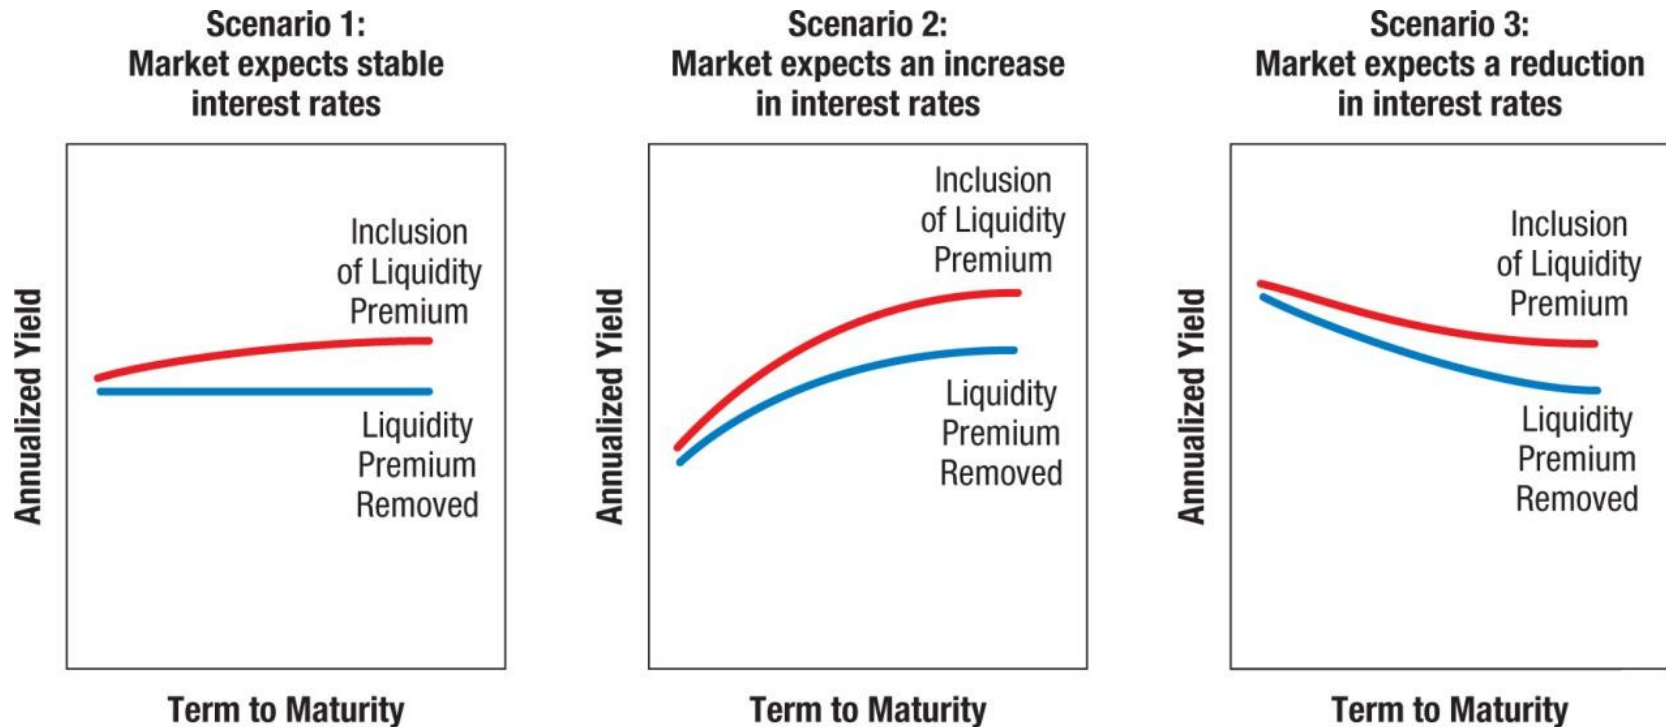 Scenario 1:
Market expects stable
interest rates
Annualized Yield
Inclusion
of Liquidity
Premium
Liquidity
Premium
Removed
Term to Maturity
Scenario 2:
Market expects an increase
in interest rates
Annualized Yield
Inclusion
of Liquidity
Premium
Liquidity
Premium
Removed
Term to Maturity
Scenario 3:
Market expects a reduction
in interest rates
Annualized Yield
Inclusion
of Liquidity
Premium
Liquidity
Premium
Removed
Term to Maturity